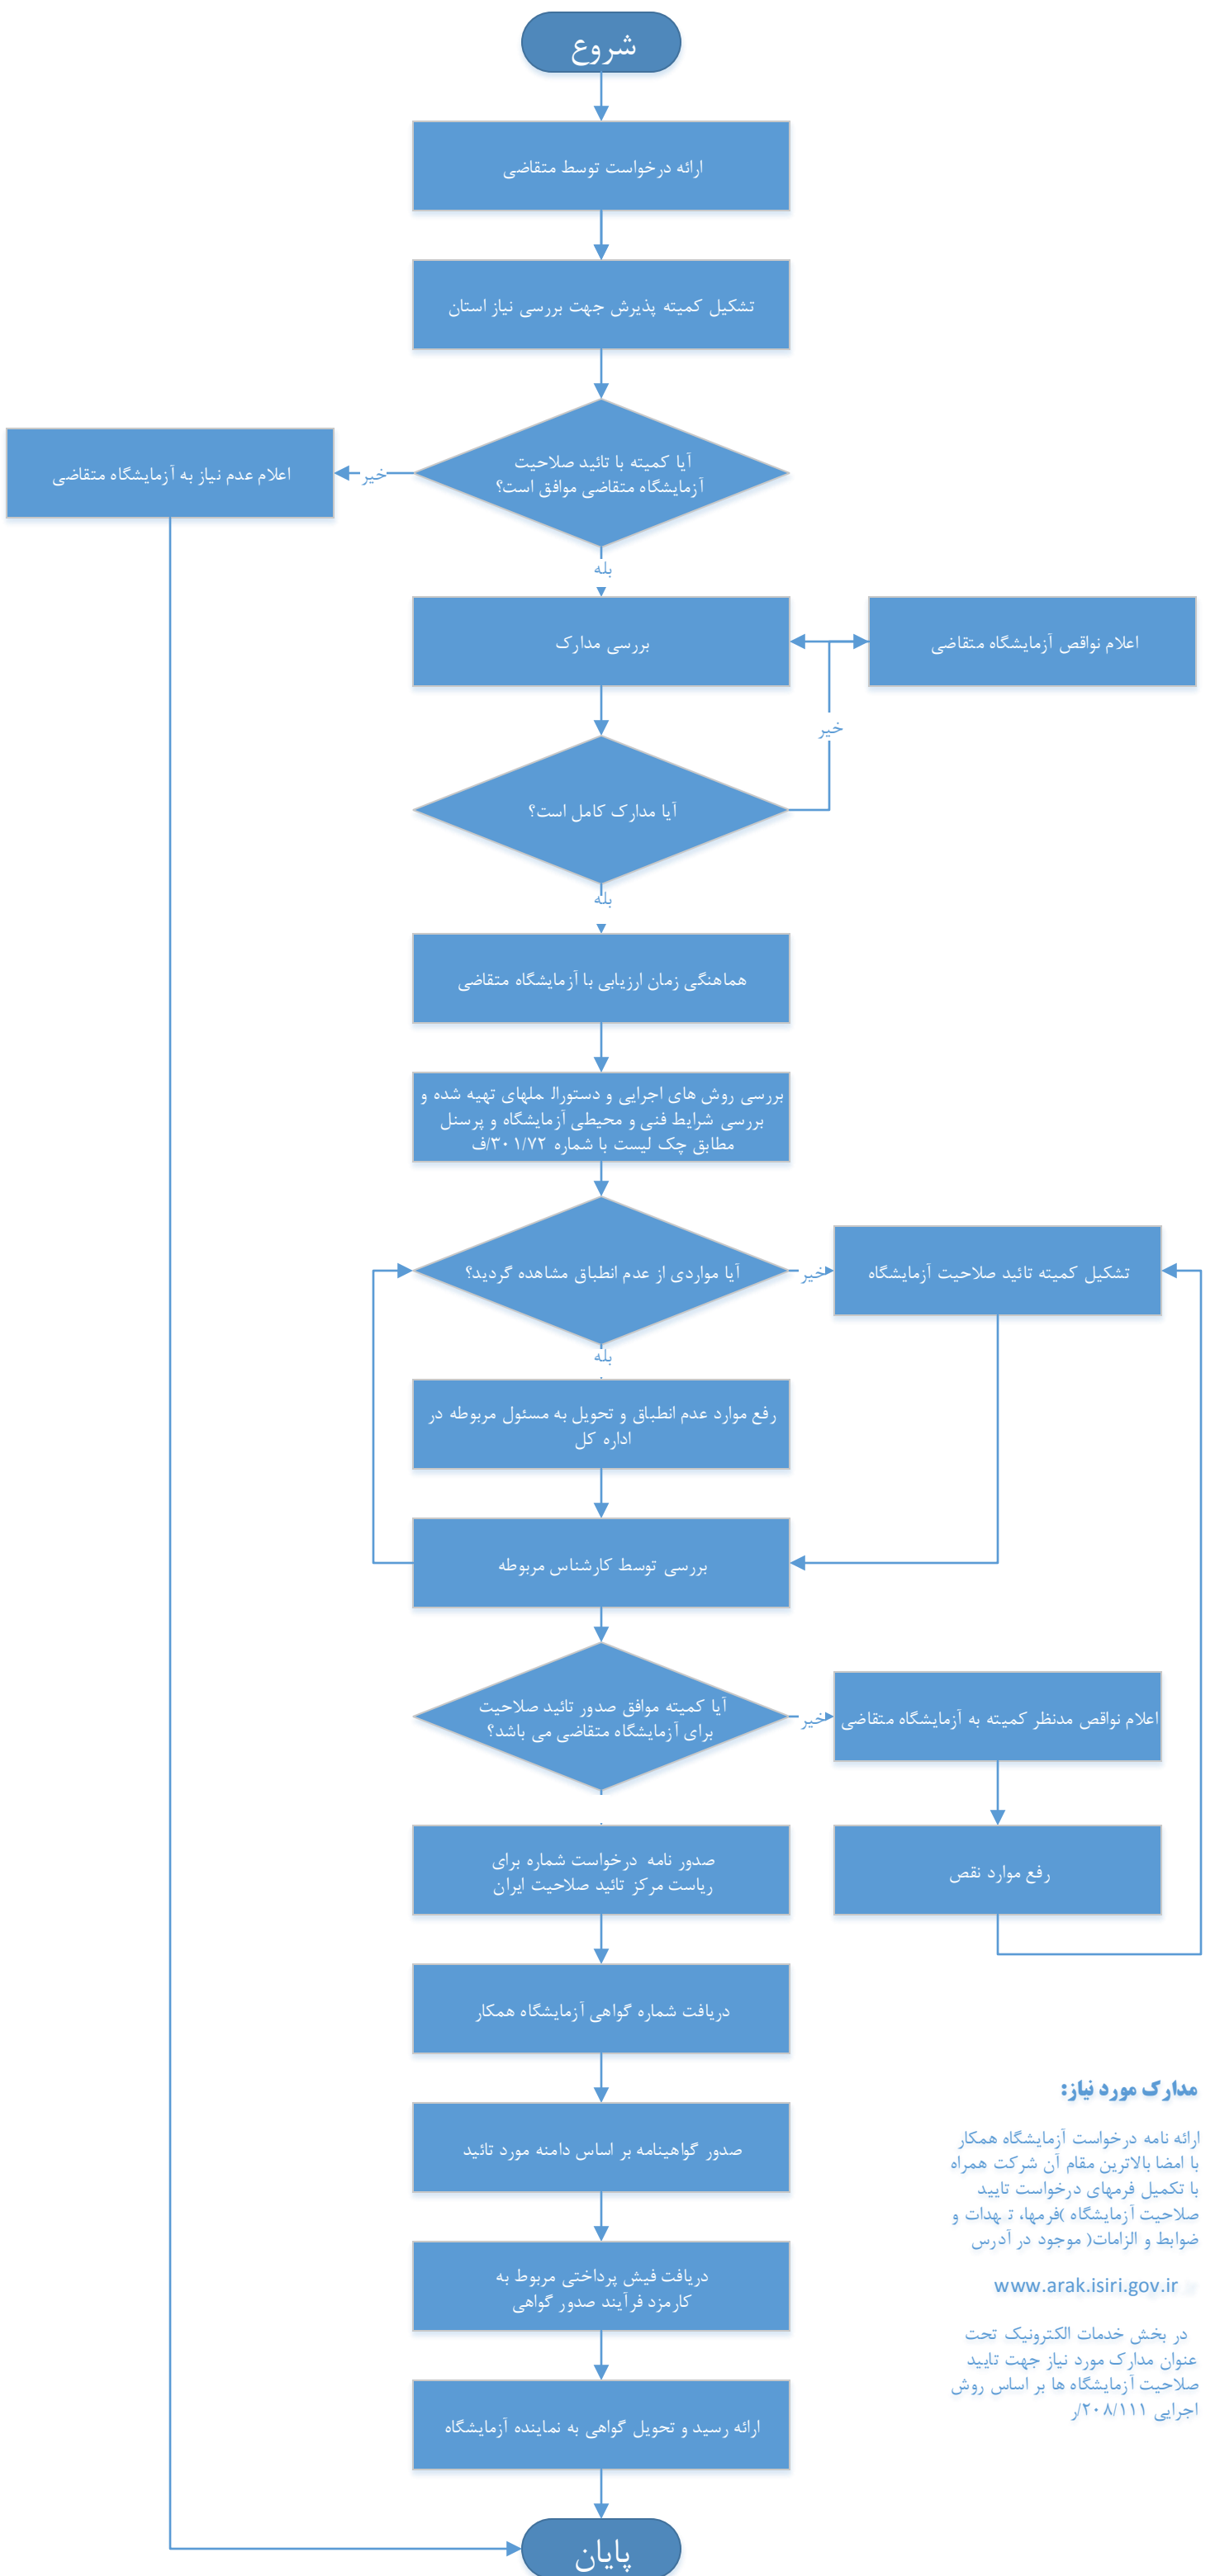 شروع
ارائه درخواست توسط متقاضی
تشکیل کمیته پذیرش جهت بررسی نیاز استان
آیا کمیته با تائید صلاحیت
آزمایشگاه متقاضی موافق است؟
خیر
اعلام عدم نیاز به آزمایشگاه متقاضی
بله
بررسی مدارک
اعلام نواقص آزمایشگاه متقاضی
خیر
آیا مدارک کامل است؟
بله
هماهنگی زمان ارزیابی با آزمایشگاه متقاضی
بررسی روش های اجرایی و دستورالـملهای تهیه شده و
بررسی شرایط فنی و محیطی آزمایشگاه و پرسنل
مطابق چک لیست با شماره ۳۰۱/۷۲/ف
آیا مواردی از عدم انطباق مشاهده گردید؟
خیر
تشکیل کمیته تائید صلاحیت آزمایشگاه
بله
رفع موارد عدم انطباق و تحویل به مسئول مربوطه در
اداره کل
بررسی توسط کارشناس مربوطه
آیا کمیته موافق صدور تائید صلاحیت
برای آزمایشگاه متقاضی می باشد؟
خیر
اعلام نواقص مدنظر کمیته به آزمایشگاه متقاضی
رفع موارد نقص
صدور نامه درخواست شماره برای
ریاست مرکز تائید صلاحیت ایران
دریافت شماره گواهی آزمایشگاه همکار
صدور گواهینامه بر اساس دامنه مورد تائید
دریافت فیش پرداختی مربوط به
کارمزد فرآیند صدور گواهی
ارائه رسید و تحویل گواهی به نماینده آزمایشگاه
پایان
مدارک مورد نیاز:
ارائه نامه درخواست آزمایشگاه همکار
با امضا بالاترین مقام آن شرکت همراه
با تکمیل فرمهای درخواست تایید
صلاحیت آزمایشگاه )فرمها، تـهدات و
ضوابط و الزامات( موجود در آدرس
www.arak.isiri.gov.ir
در بخش خدمات الکترونیک تحت
عنوان مدارک مورد نیاز جهت تایید
صلاحیت آزمایشگاه ها بر اساس روش
اجرایی ۲۰۸/۱۱۱/ر